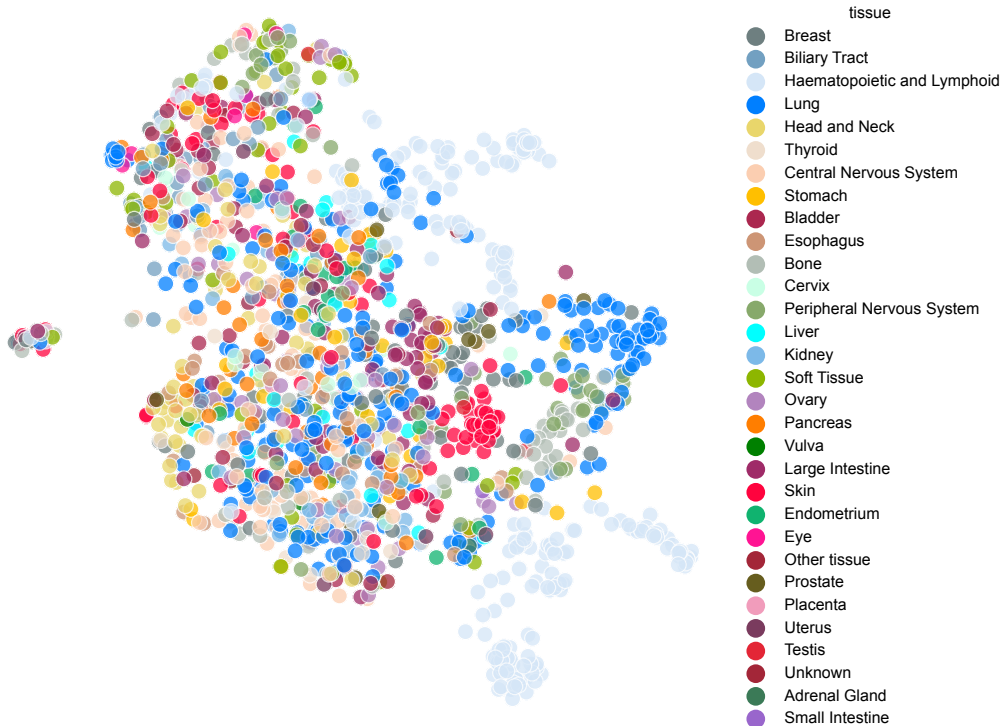 tissue
Breast
Biliary Tract
Haematopoietic and Lymphoid
Lung
Head and Neck
Thyroid
Central Nervous System
Stomach
Bladder
Esophagus
Bone
Cervix
Peripheral Nervous System
Liver
Kidney
Soft Tissue
Ovary
Pancreas
Vulva
Large Intestine
Skin
Endometrium
Eye
Other tissue
Prostate
Placenta
Uterus
Testis
Unknown
Adrenal Gland
Small Intestine